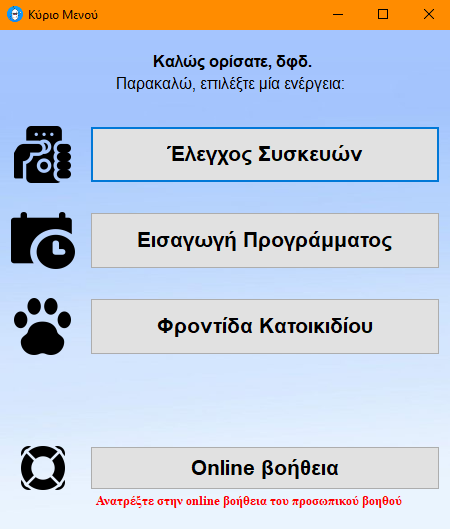 Κύριο Μενού
Καλώς ορίσατε, δφδ.
Παρακαλώ, επιλέξτε μία ενέργεια:
Έλεγχος Συσκευών
Εισαγωγή Προγράμματος
Φροντίδα Κατοικιδίου
Online βοήθεια
Ανατρέξτε στην online βοήθεια του προσωπικού βοηθού